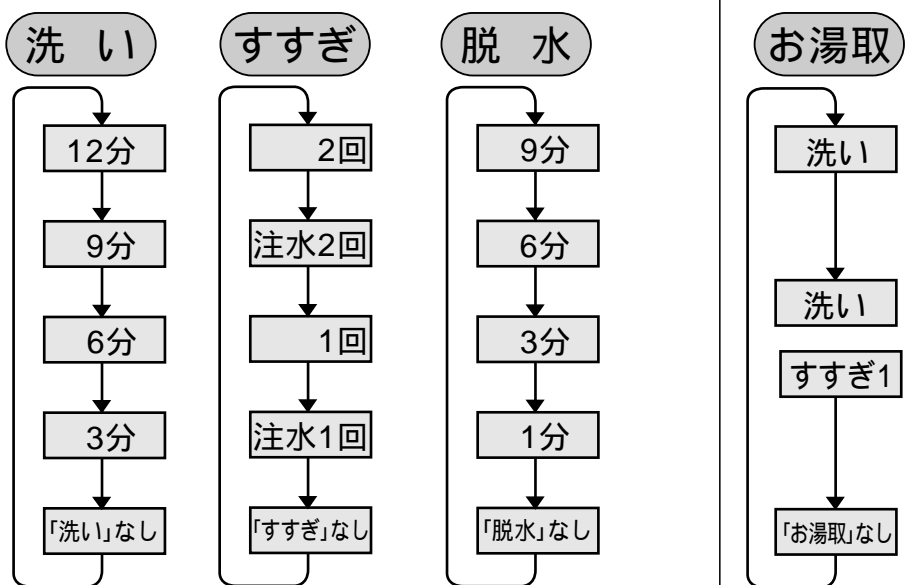 洗 い
12分
9分
6分
3分
「洗い」なし
すすぎ
2回
注水2回
1回
注水1回
「すすぎ」なし
脱 水
9分
6分
3分
1分
「脱水」なし
お湯取
洗い
洗い
すすぎ1
「お湯取」なし